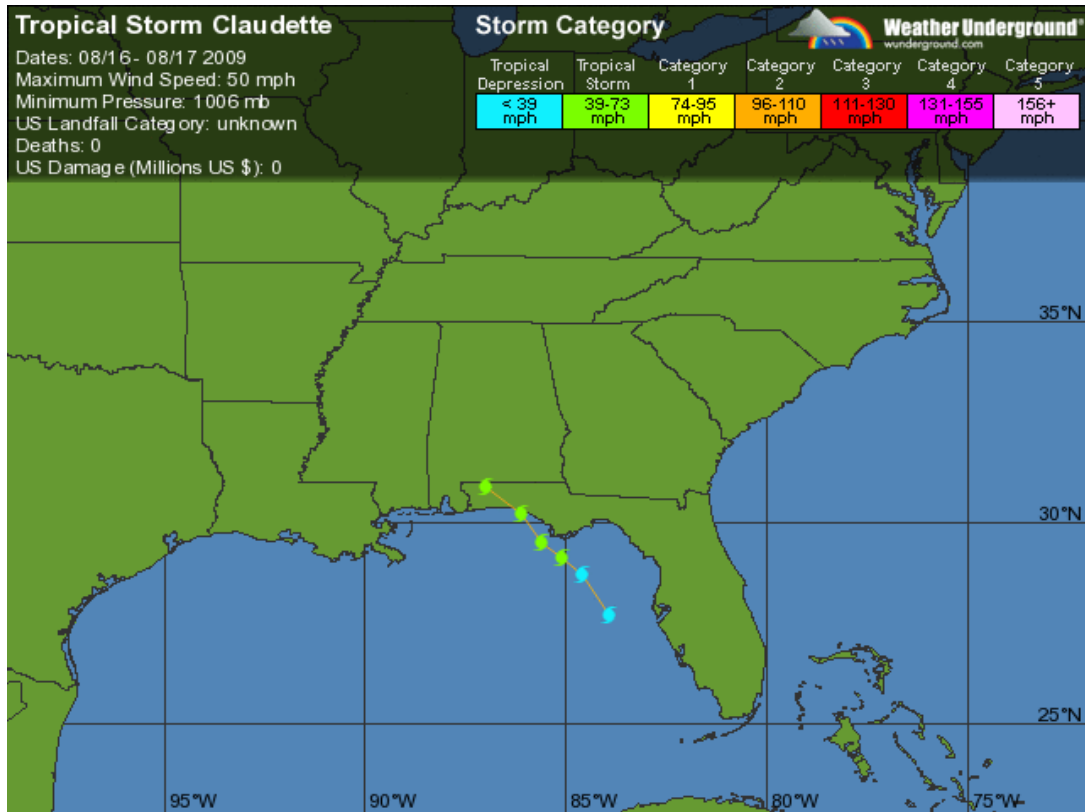 Tropical Storm Claudette
Dates: 08/16- 08/17 2009
Maximum Wind Speed: 50 mph
Minimum Pressure: 1006 mb
US Landfall Category: unknown
Deaths: 0
US Damage (Millions US $): 0
Storm Category
Weather Underground®
wunderground.com
Tropical Depression
Tropical Storm
Category 1
Category 2
Category 3
Category 4
Category 5
< 39 mph
39-73 mph
74-95 mph
96-110 mph
111-130 mph
131-155 mph
156+ mph
35°N
30°N
25°N
95°W
90°W
85°W
80°W
75°W